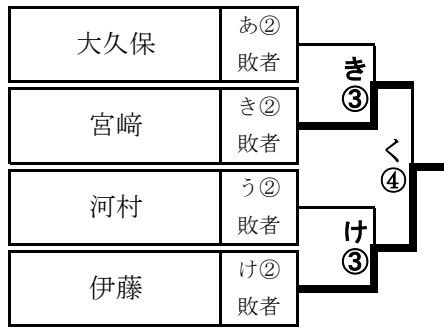 大久保
あ②
敗者
き
③
宮﨑
き②
敗者
く
④
河村
う②
敗者
け
③
伊藤
け②
敗者